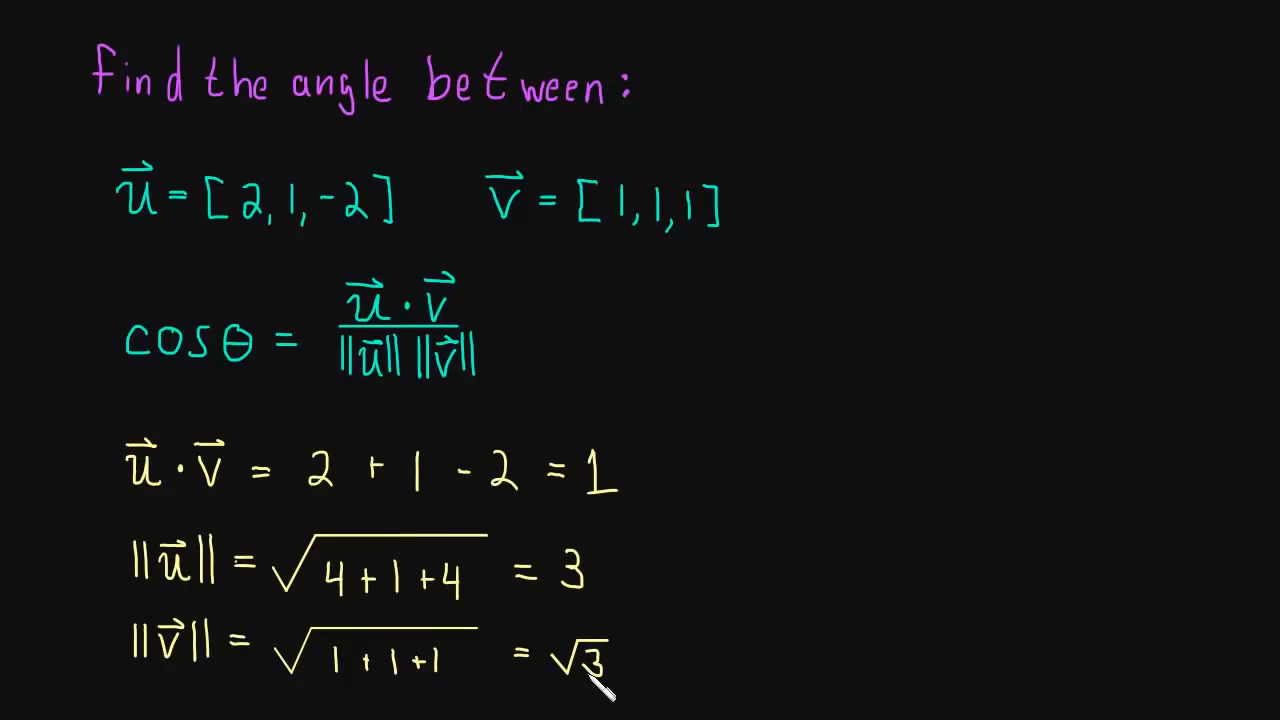 find the angle between:
u⃗ = [2, 1, -2] v⃗ = [1, 1, 1]
cosθ = u⃗ · v⃗ / ||u⃗|| ||v⃗||
u⃗ · v⃗ = 2 + 1 - 2 = 1
||u⃗|| = √(4+1+4) = 3
||v⃗|| = √(1+1+1) = √3